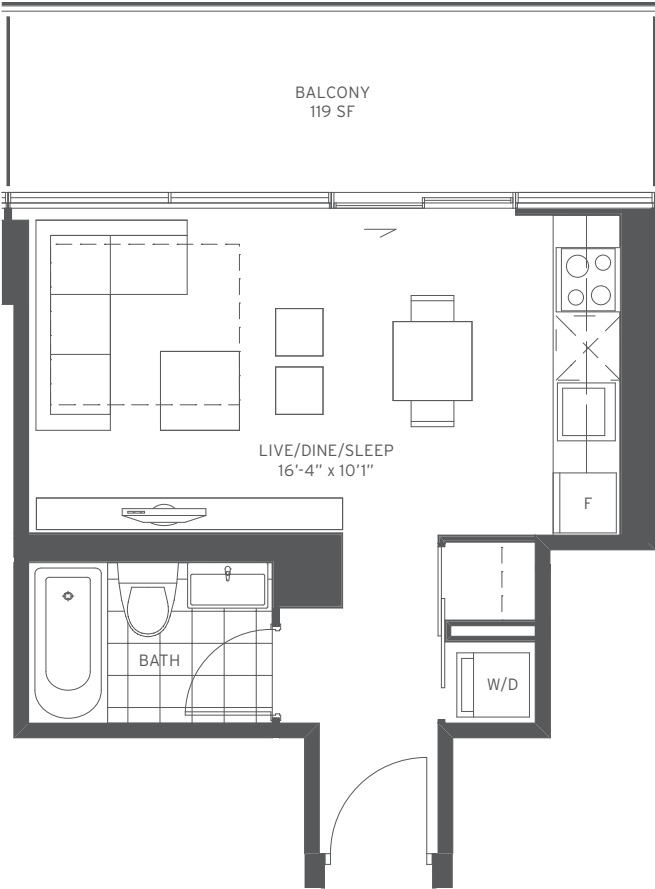 BALCONY
119 SF
LIVE/DINE/SLEEP
16'-4" x 10'1"
F
BATH
W/D